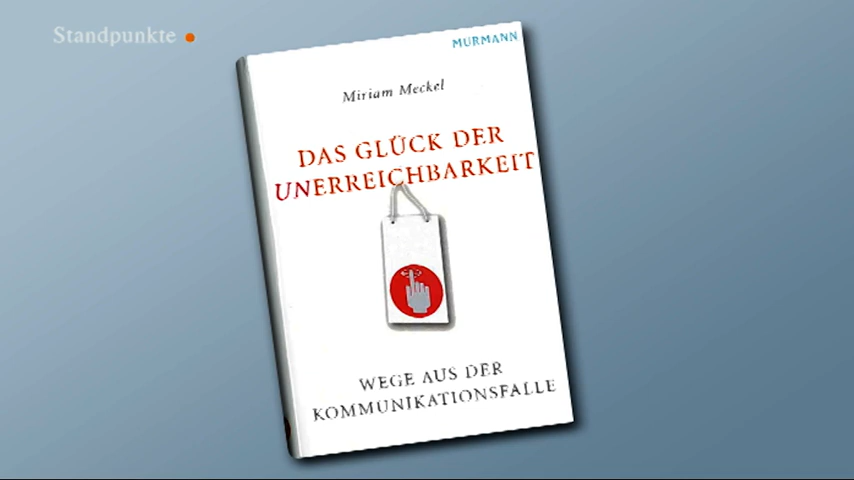 Standpunkte
MURMANN
Miriam Meckel
DAS GLÜCK DER
UNERREICHBARKEIT
WEGE AUS DER
KOMMUNIKATIONSFALLE